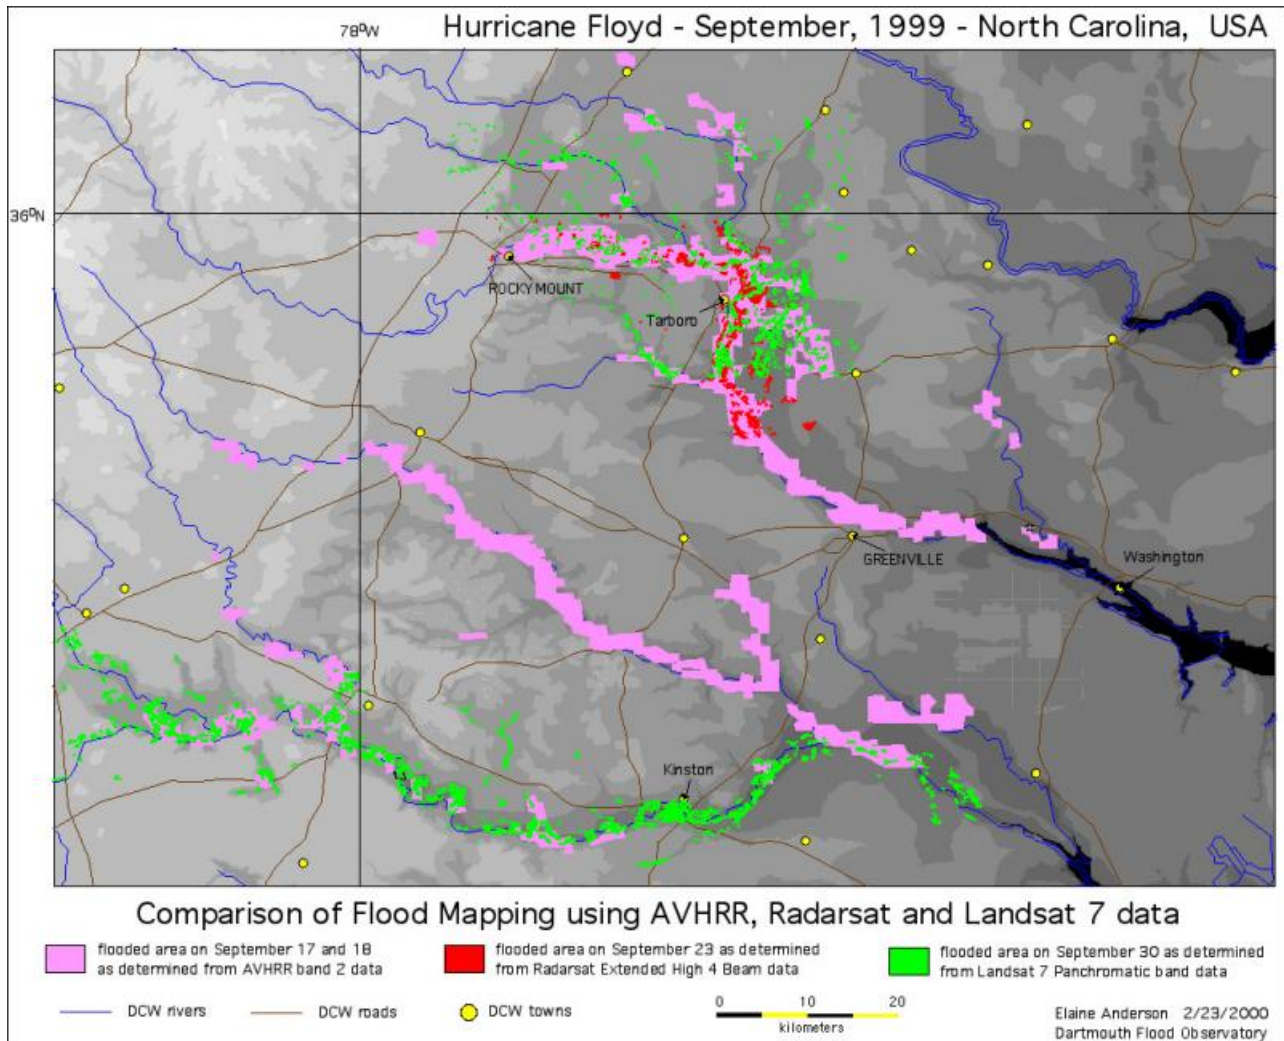 Hurricane Floyd - September, 1999 - North Carolina, USA
78°W
36°N
ROCKY MOUNT
Tarboro
GREENVILLE
Washington
Kinston
Comparison of Flood Mapping using AVHRR, Radarsat and Landsat 7 data
flooded area on September 17 and 18
as determined from AVHRR band 2 data
flooded area on September 23 as determined
from Radarsat Extended High 4 Beam data
flooded area on September 30 as determined
from Landsat 7 Panchromatic band data
DCW rivers
DCW roads
DCW towns
0 10 20
kilometers
Elaine Anderson 2/23/2000
Dartmouth Flood Observatory